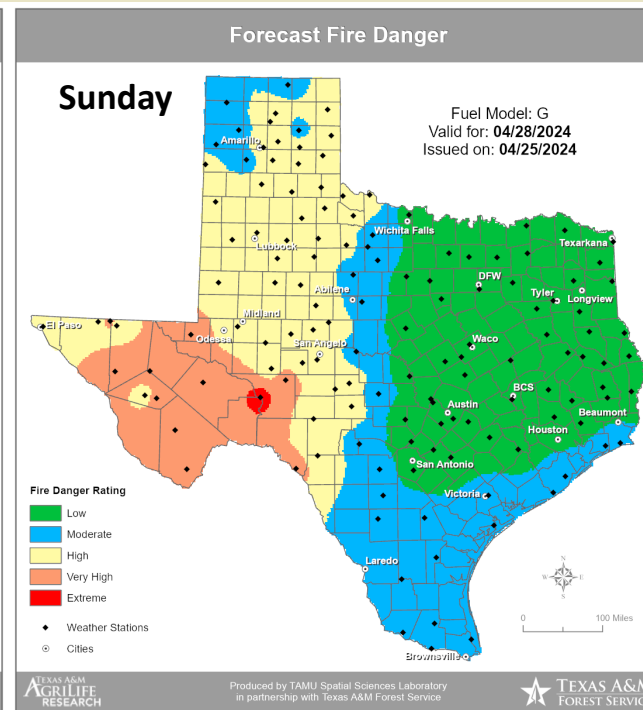 Forecast Fire Danger
Sunday
Fuel Model: G
Valid for: 04/28/2024
Issued on: 04/25/2024
Amarillo
Wichita Falls
Texarkana
Lubbock
DFW
Abilene
Tyler
Longview
El Paso
Midland
Odessa
San Angelo
Waco
BCS
Austin
Beaumont
Houston
San Antonio
Victoria
Laredo
Brownsville
Fire Danger Rating
Low
Moderate
High
Very High
Extreme
Weather Stations
Cities
N
W
E
S
0 100 Miles
TEXAS A&M
AGRILIFE
RESEARCH
Produced by TAMU Spatial Sciences Laboratory
in partnership with Texas A&M Forest Service
TEXAS A&M
FOREST SERVIC